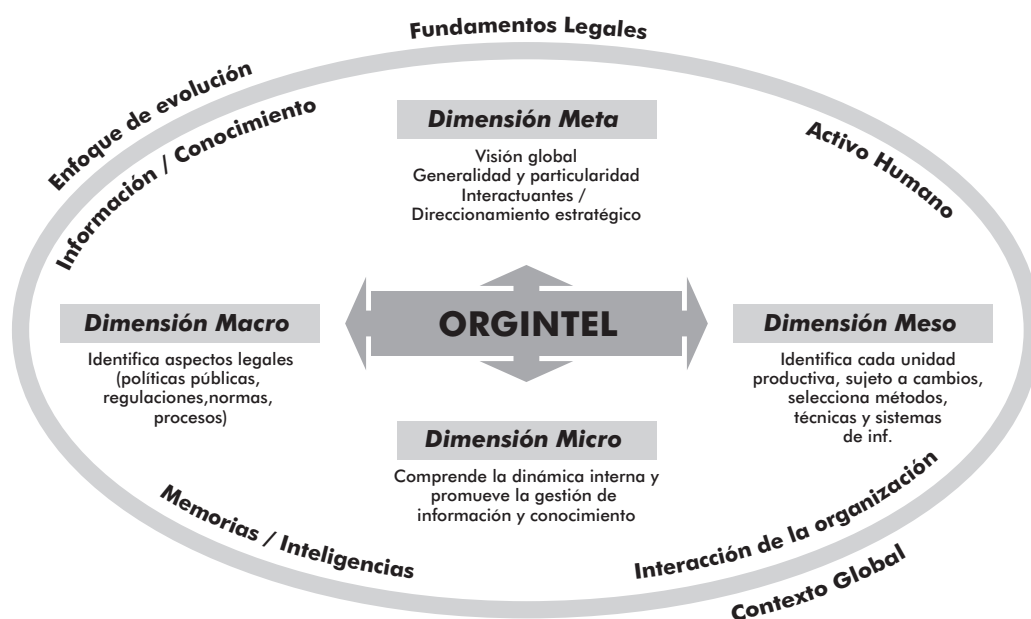 Fundamentos Legales
Enfoque de evolución
Información / Conocimiento
Activo Humano
Dimensión Meta
Visión global
Generalidad y particularidad
Interactuantes /
Direccionamiento estratégico
Dimensión Macro
Identifica aspectos legales
(políticas públicas,
regulaciones,normas,
procesos)
ORGINTEL
Dimensión Meso
Identifica cada unidad
productiva, sujeto a cambios,
selecciona métodos,
técnicas y sistemas
de inf.
Dimensión Micro
Comprende la dinámica interna y
promueve la gestión de
información y conocimiento
Memorias / Inteligencias
Interacción de la organización
Contexto Global